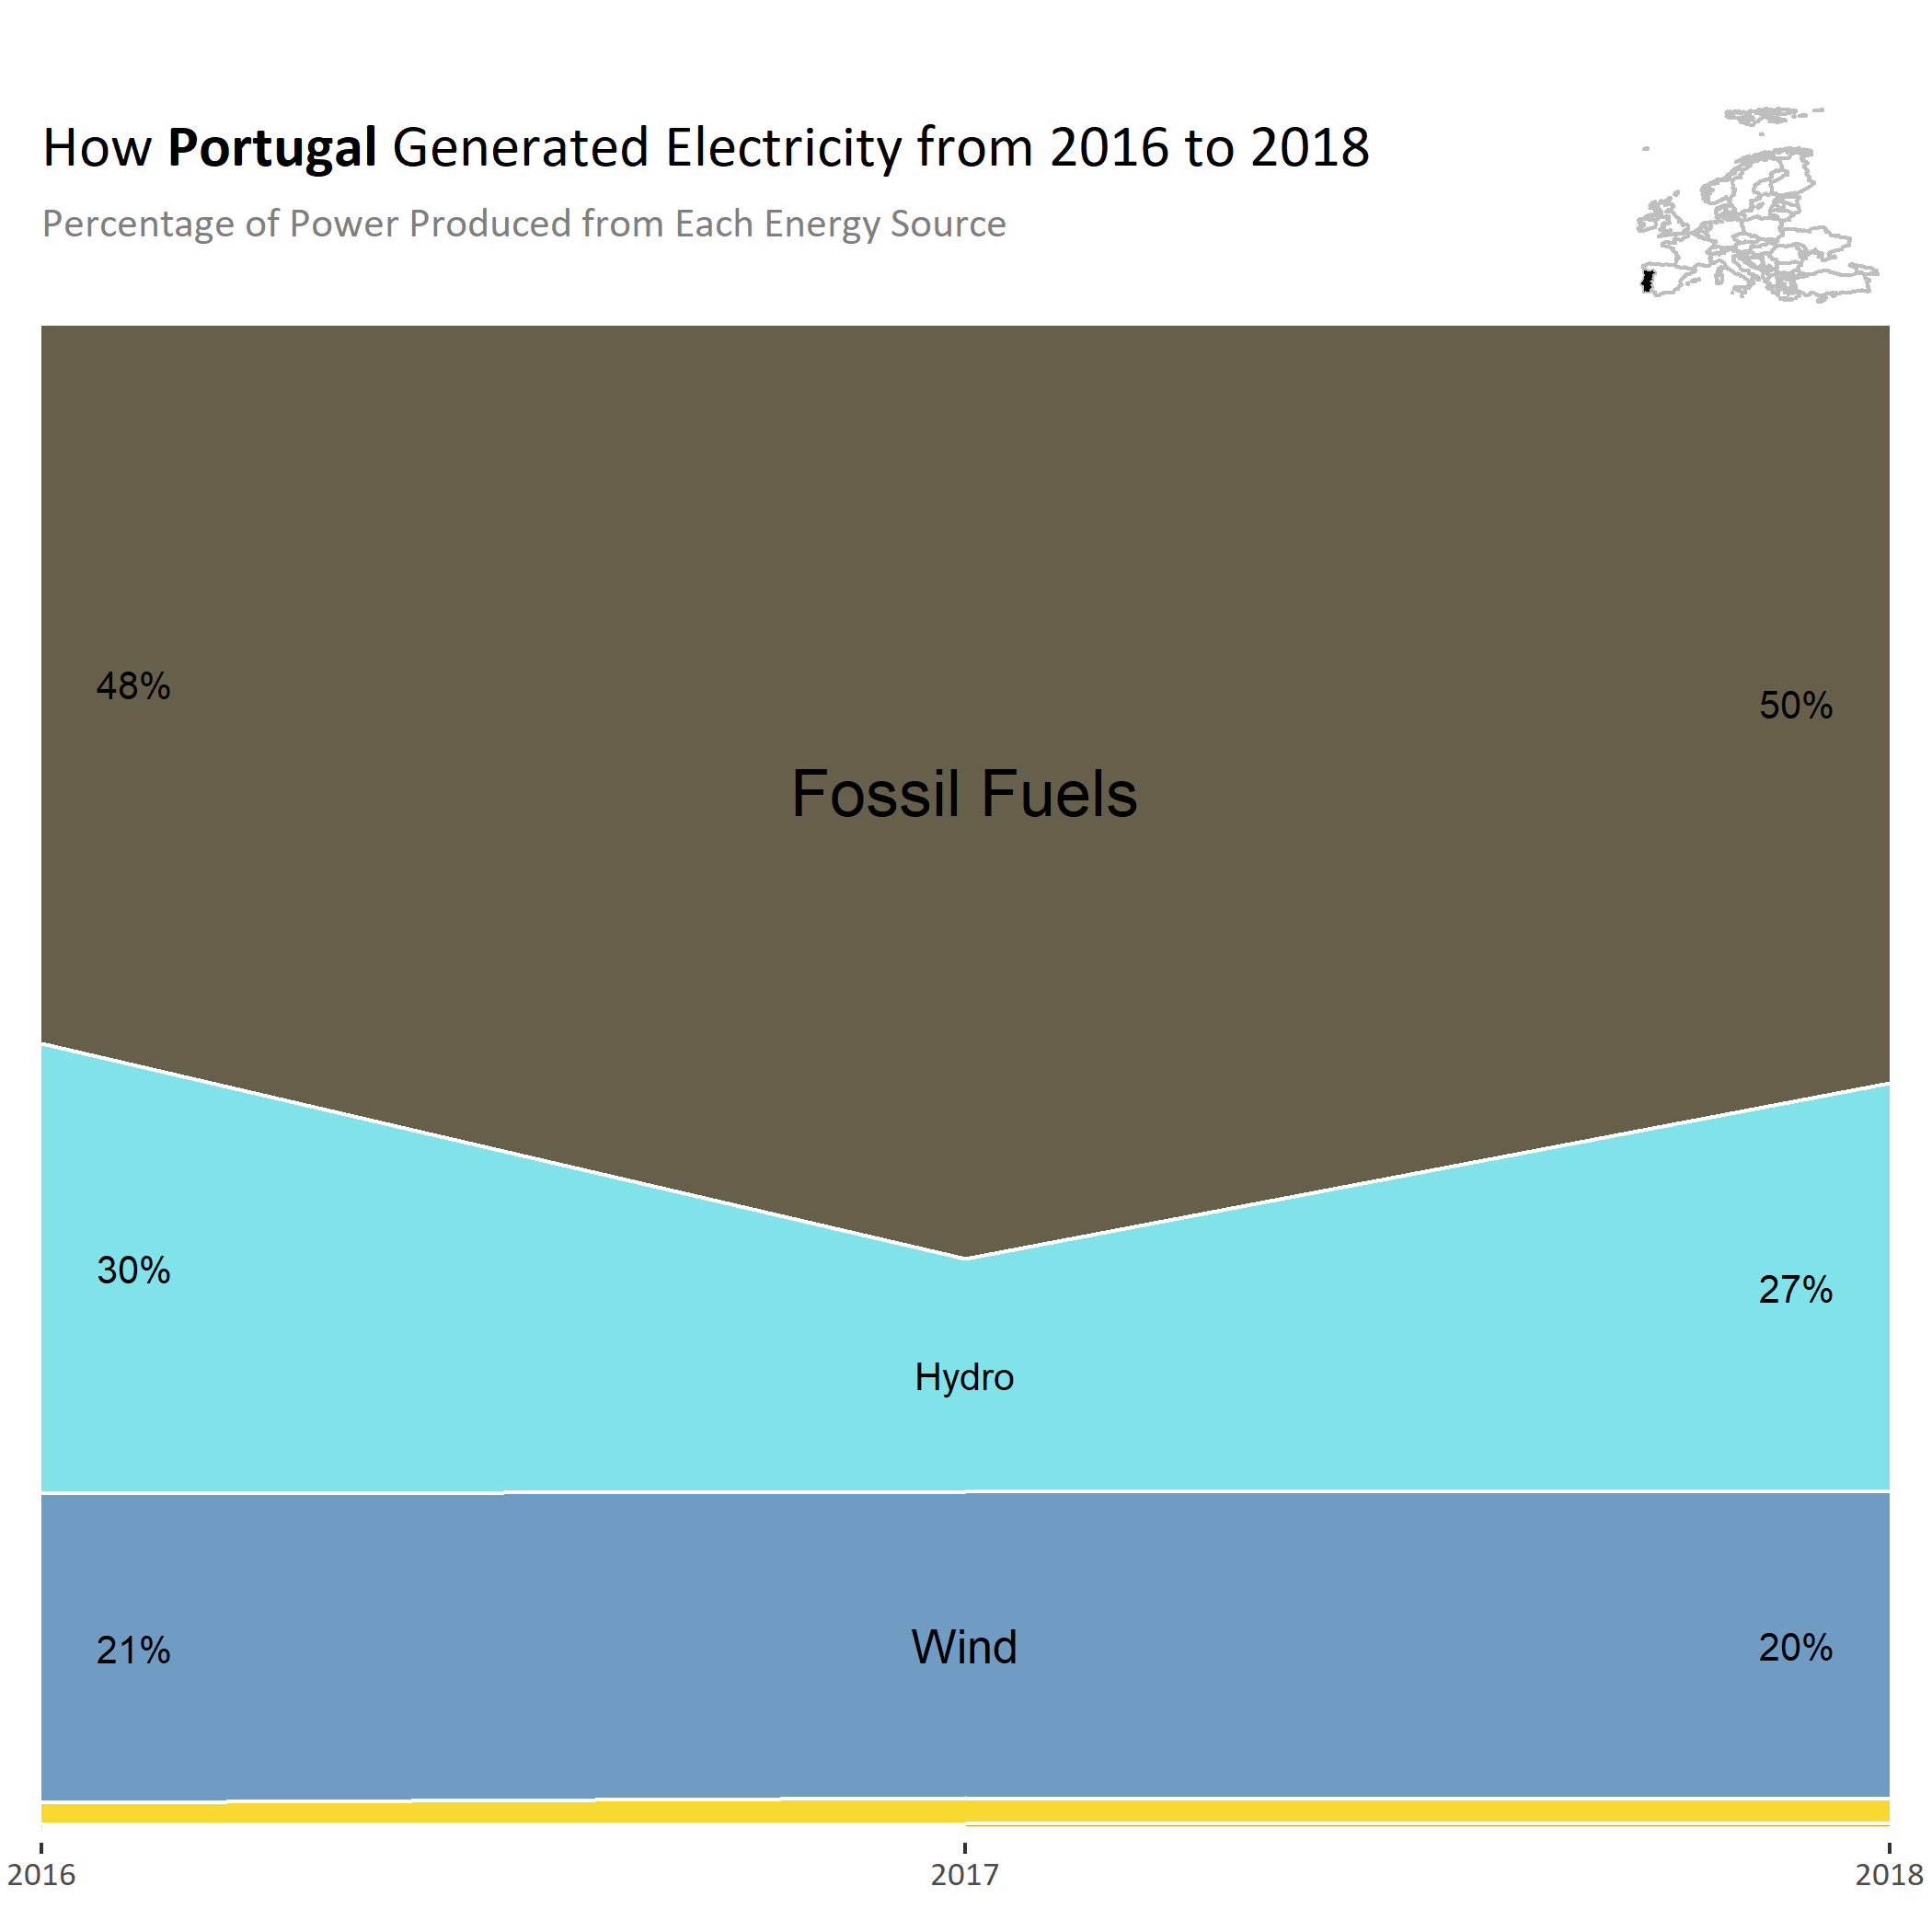 How Portugal Generated Electricity from 2016 to 2018
Percentage of Power Produced from Each Energy Source
48%
50%
Fossil Fuels
30%
27%
Hydro
21%
Wind
20%
2016
2017
2018